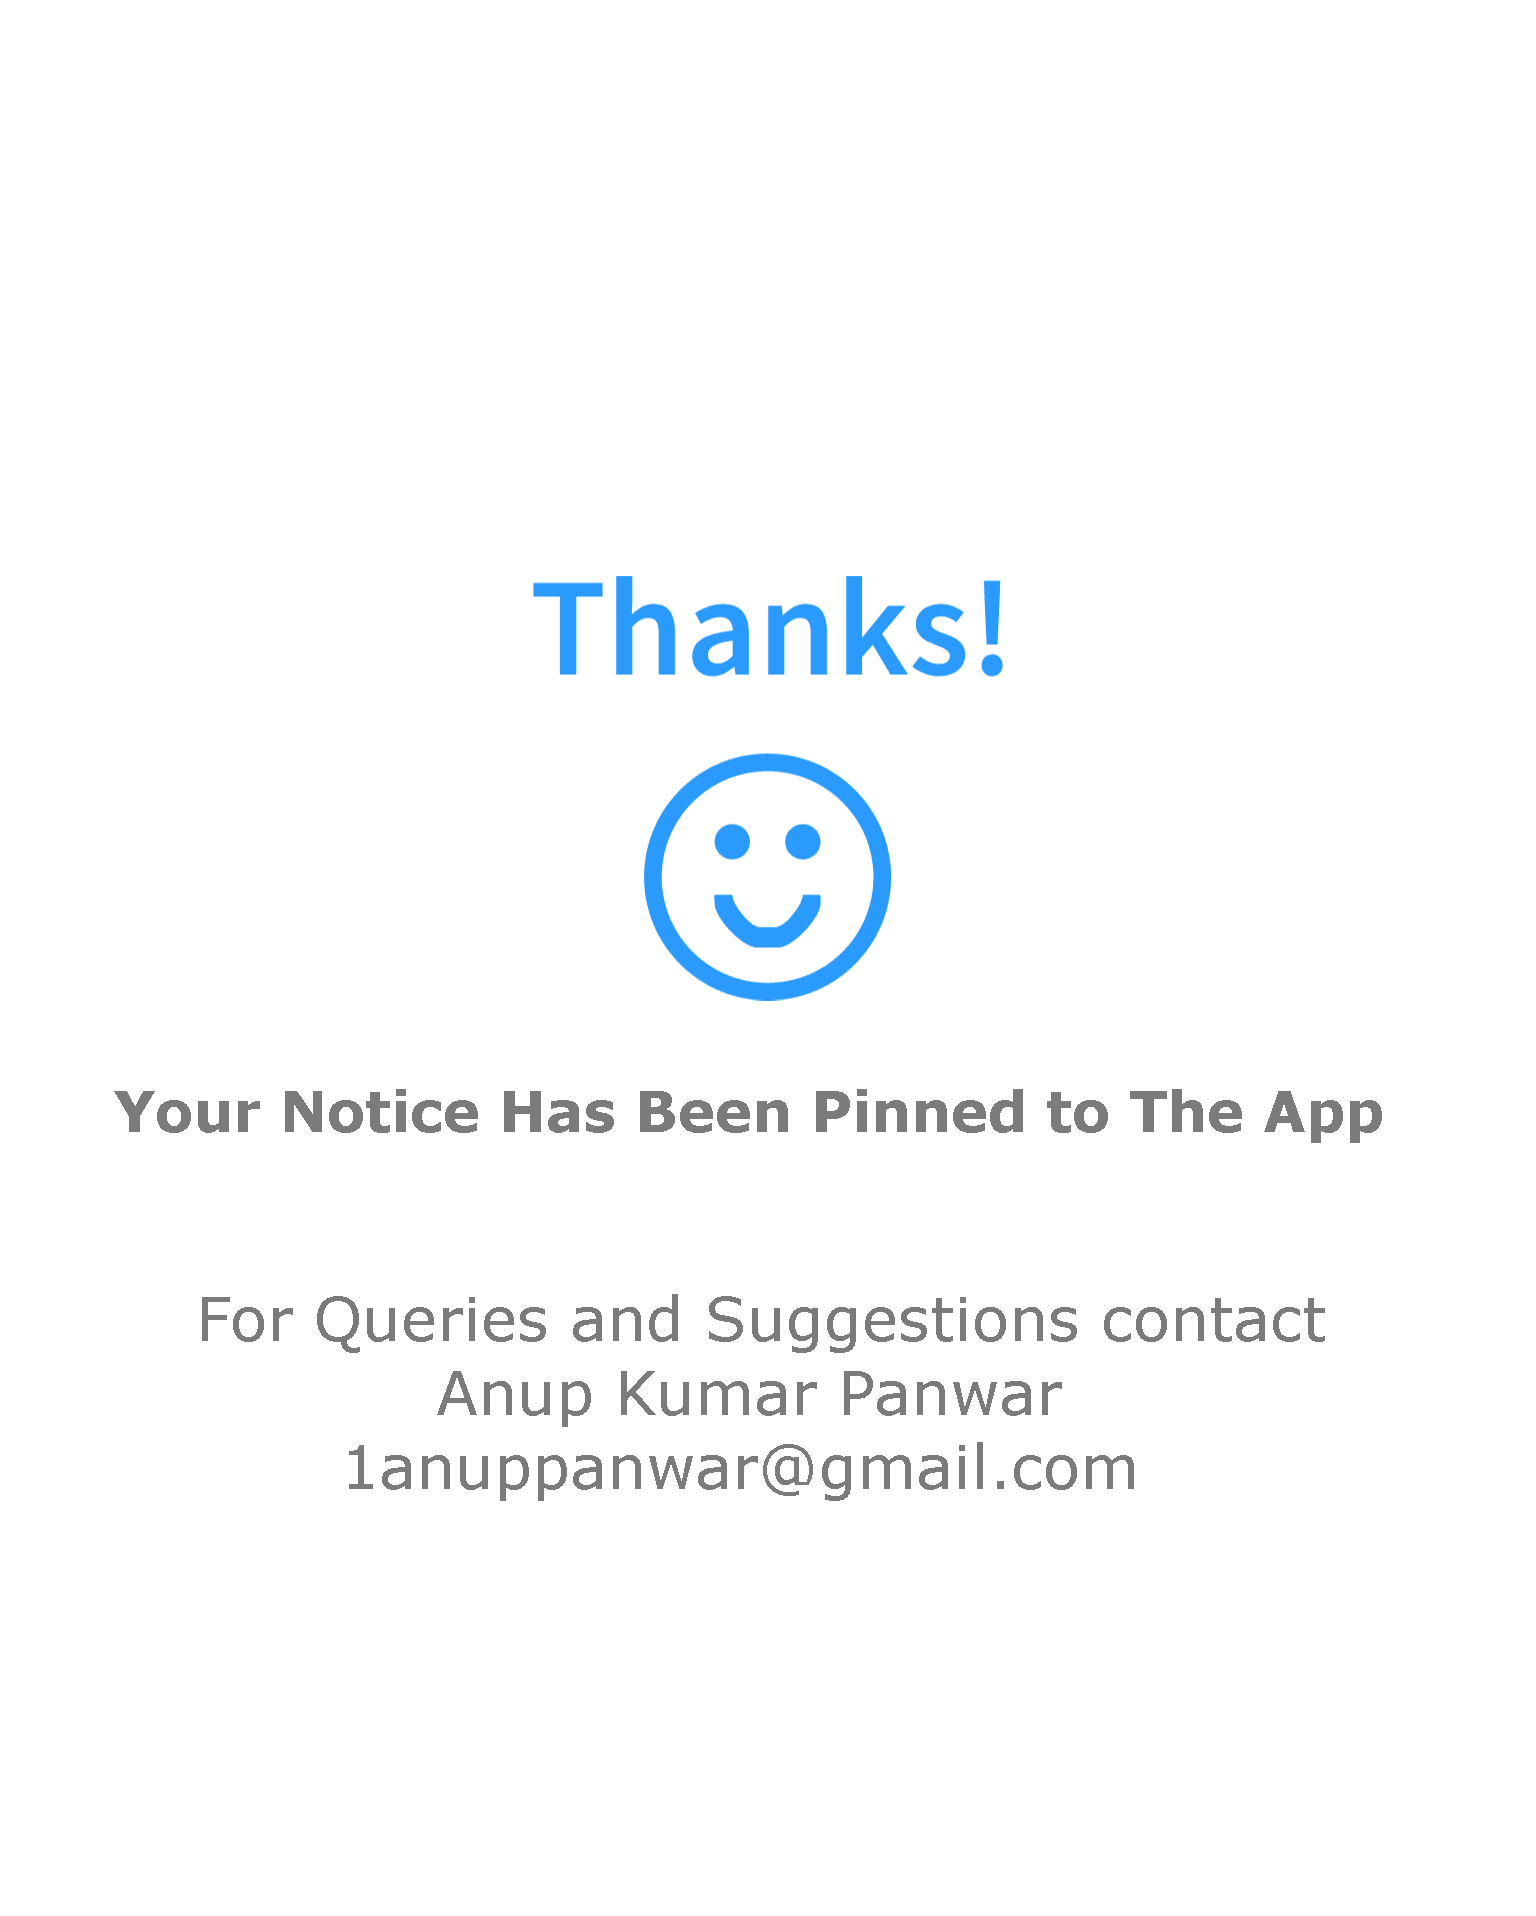 Thanks!
Your Notice Has Been Pinned to The App
For Queries and Suggestions contact
Anup Kumar Panwar
1anuppanwar@gmail.com